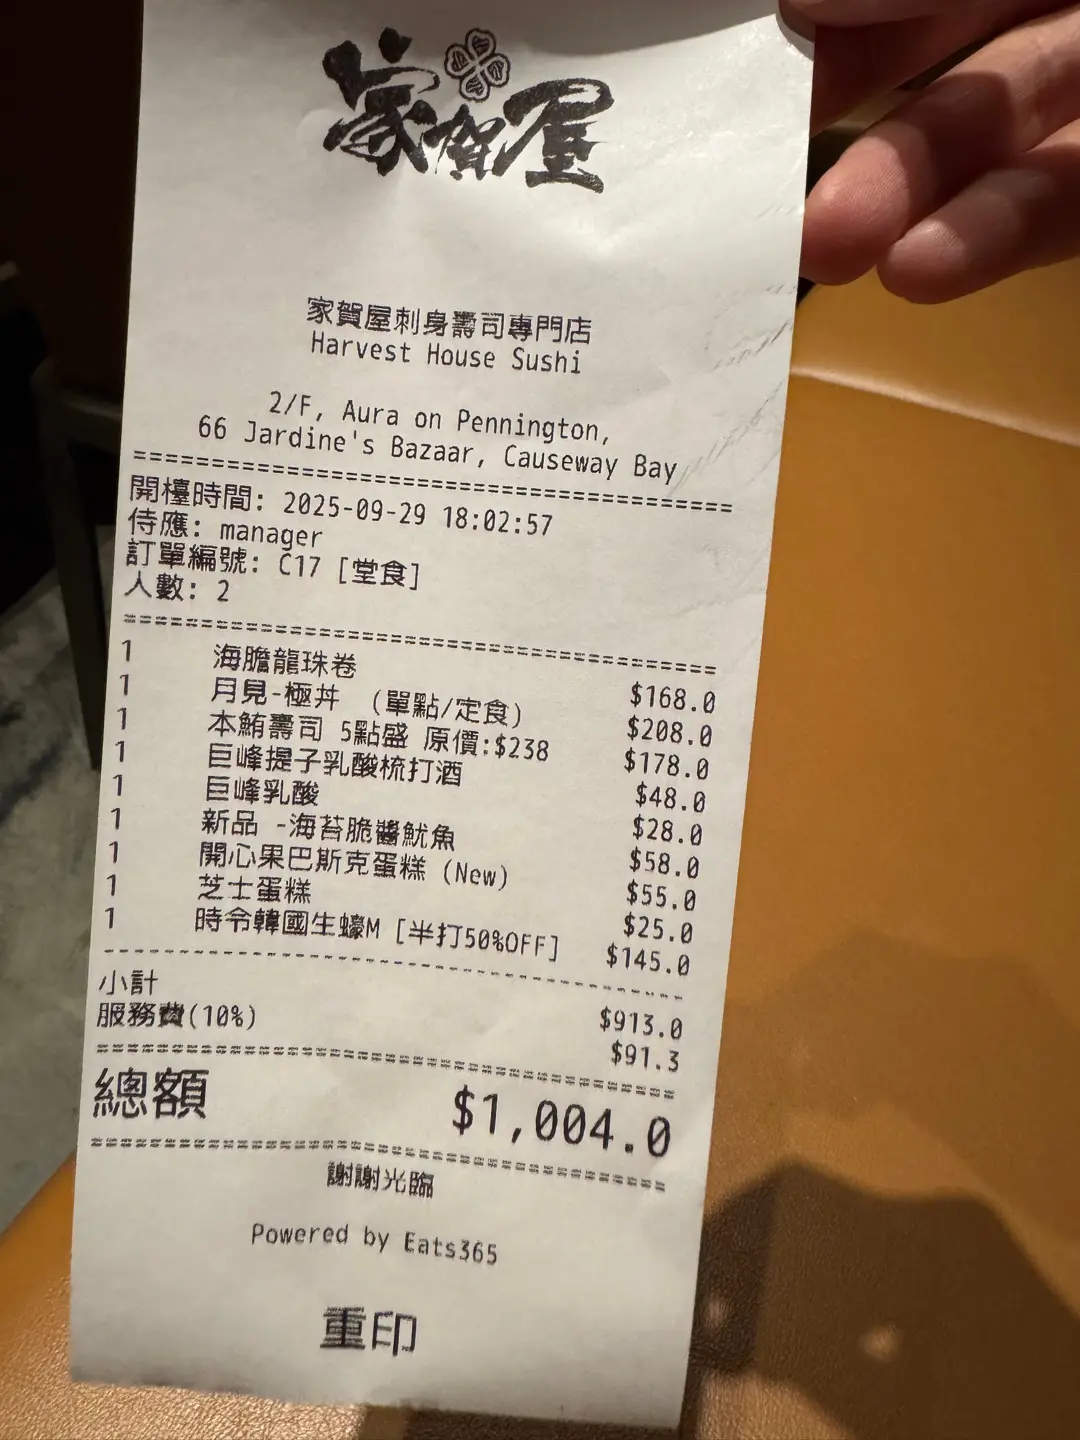 家賀屋
家賀屋刺身壽司專門店
Harvest House Sushi
2/F, Aura on Pennington,
66 Jardine's Bazaar, Causeway Bay
開檯時間: 2025-09-29 18:02:57
侍應: manager
訂單編號: C17 [堂食]
人數: 2
1 海膽龍珠卷 $168.0
1 月見-極丼 (單點/定食) $208.0
1 本鮪壽司 5點盛 原價:$238 $178.0
1 巨峰提子乳酸梳打酒 $48.0
1 巨峰乳酸 $28.0
1 新品 -海苔脆醬魷魚 $58.0
1 開心果巴斯克蛋糕 (New) $55.0
1 芝士蛋糕 $25.0
1 時令韓國生蠔M [半打50%OFF] $145.0
小計 $913.0
服務費(10%) $91.3
總額 $1,004.0
謝謝光臨
Powered by Eats365
重印